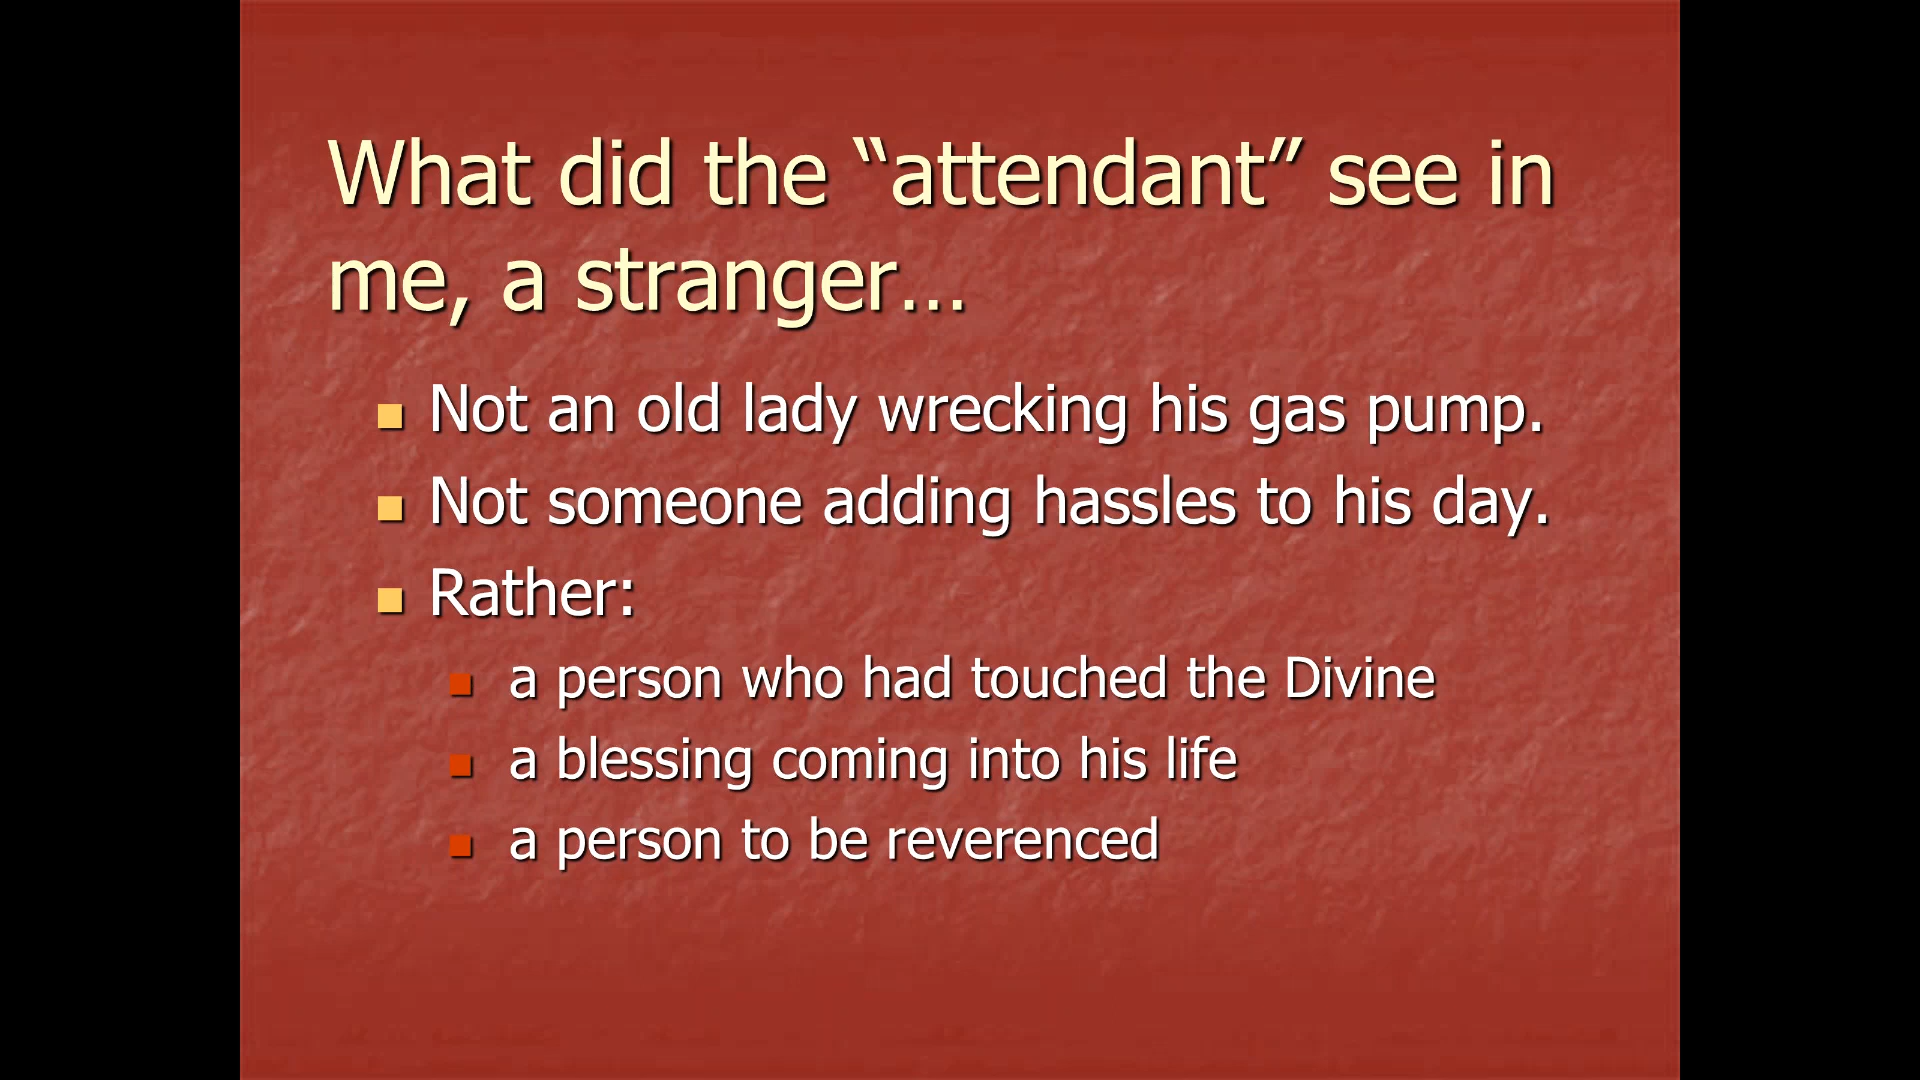 What did the “attendant” see in
me, a stranger…
Not an old lady wrecking his gas pump.
Not someone adding hassles to his day.
Rather:
a person who had touched the Divine
a blessing coming into his life
a person to be reverenced